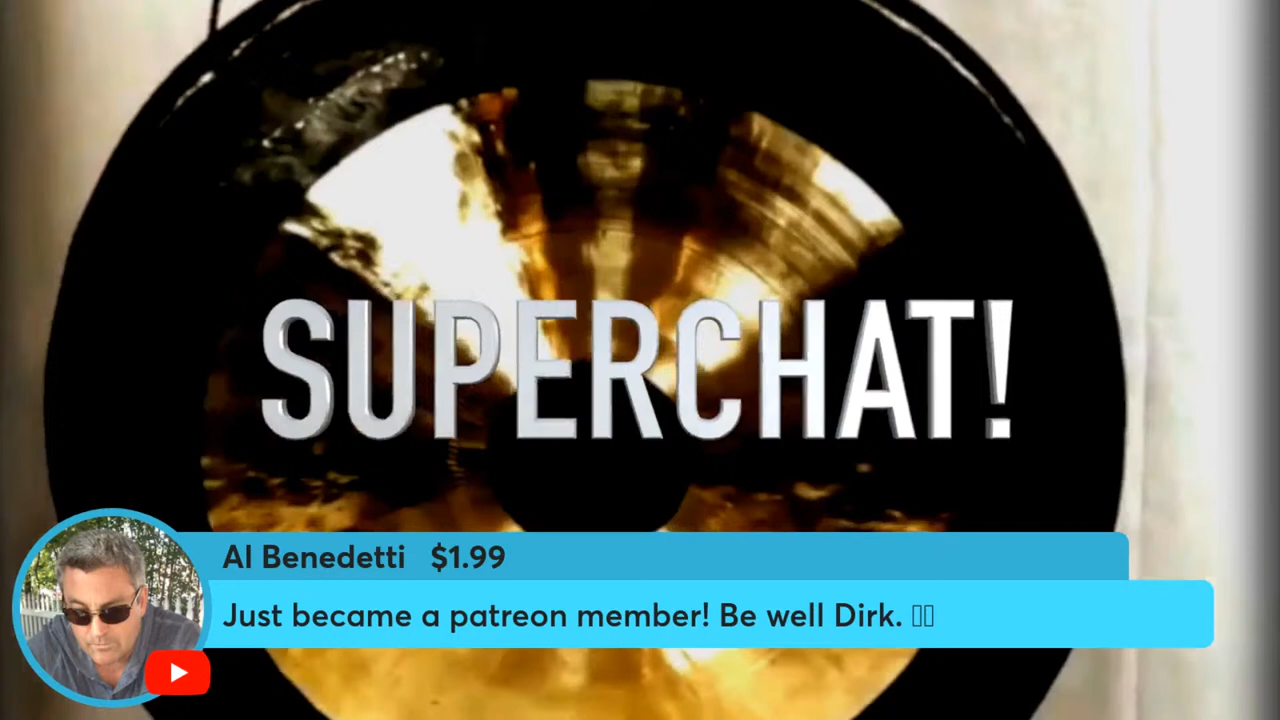 SUPERCHAT!
Al Benedetti $1.99
Just became a patreon member! Be well Dirk.